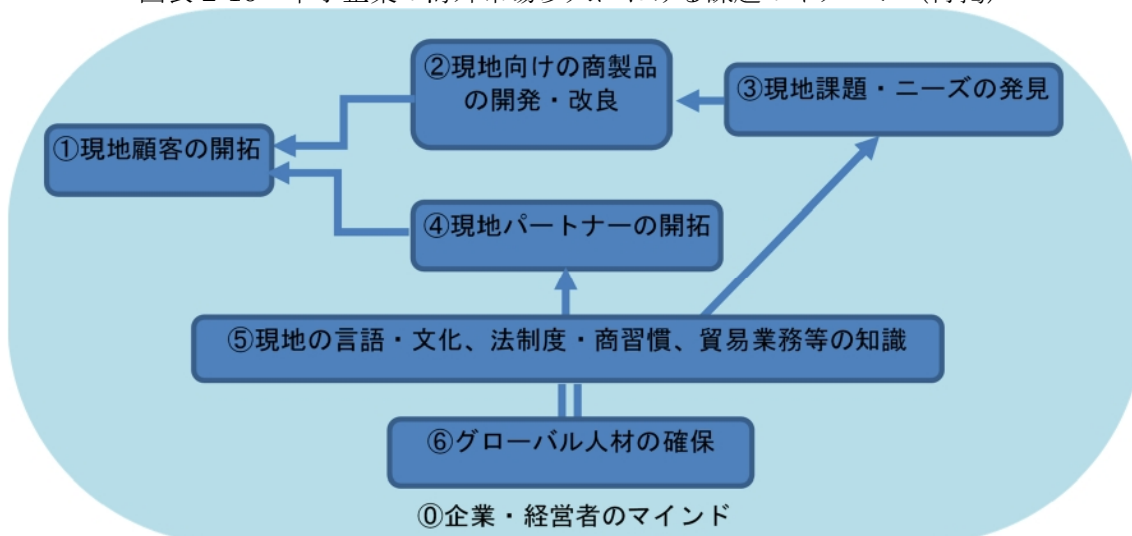 ②現地向けの商製品
の開発・改良
③現地課題・ニーズの発見
①現地顧客の開拓
④現地パートナーの開拓
⑤現地の言語・文化、法制度・商習慣、貿易業務等の知識
⑥グローバル人材の確保
⓪企業・経営者のマインド